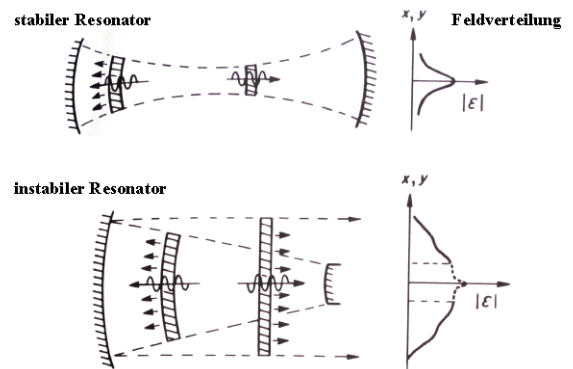 stabiler Resonator
x, y
Feldverteilung
|ε|
instabiler Resonator
x, y
|ε|